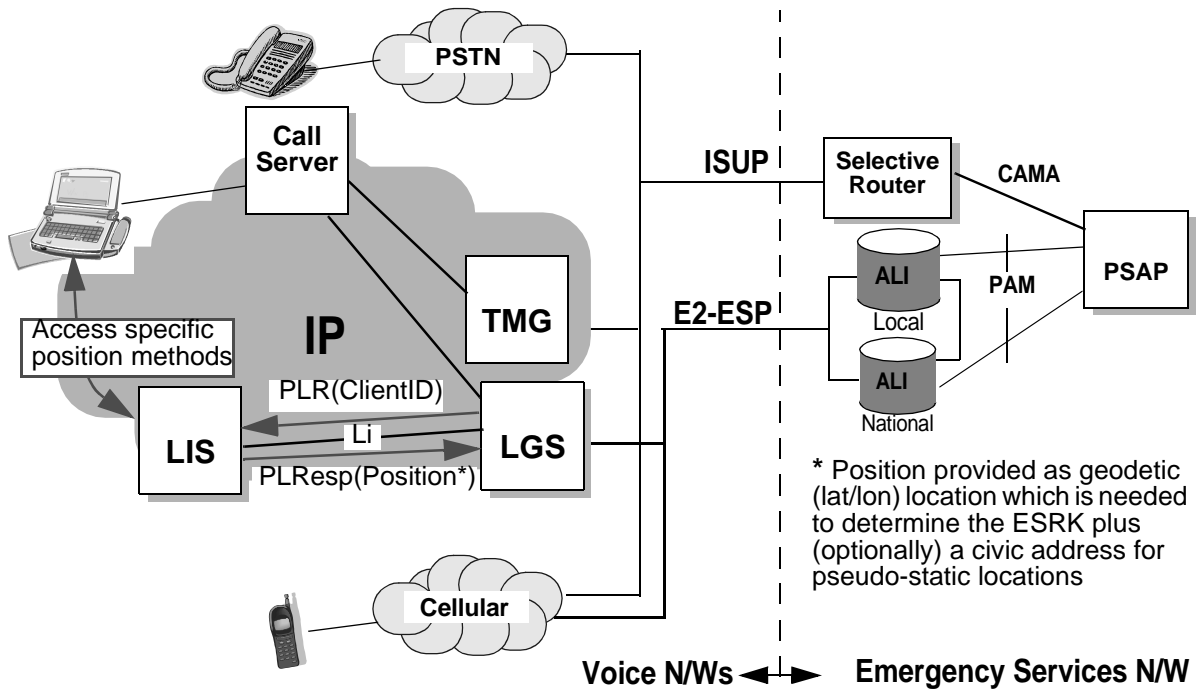 PSTN
Call
Server
ISUP
Selective
Router
CAMA
ALI
Local
PAM
PSAP
Access specific
position methods
IP
TMG
E2-ESP
ALI
National
PLR(ClientID)
LIS
Li
LGS
PLResp(Position*)
* Position provided as geodetic
(lat/lon) location which is needed
to determine the ESRK plus
(optionally) a civic address for
pseudo-static locations
Cellular
Voice N/Ws
Emergency Services N/W